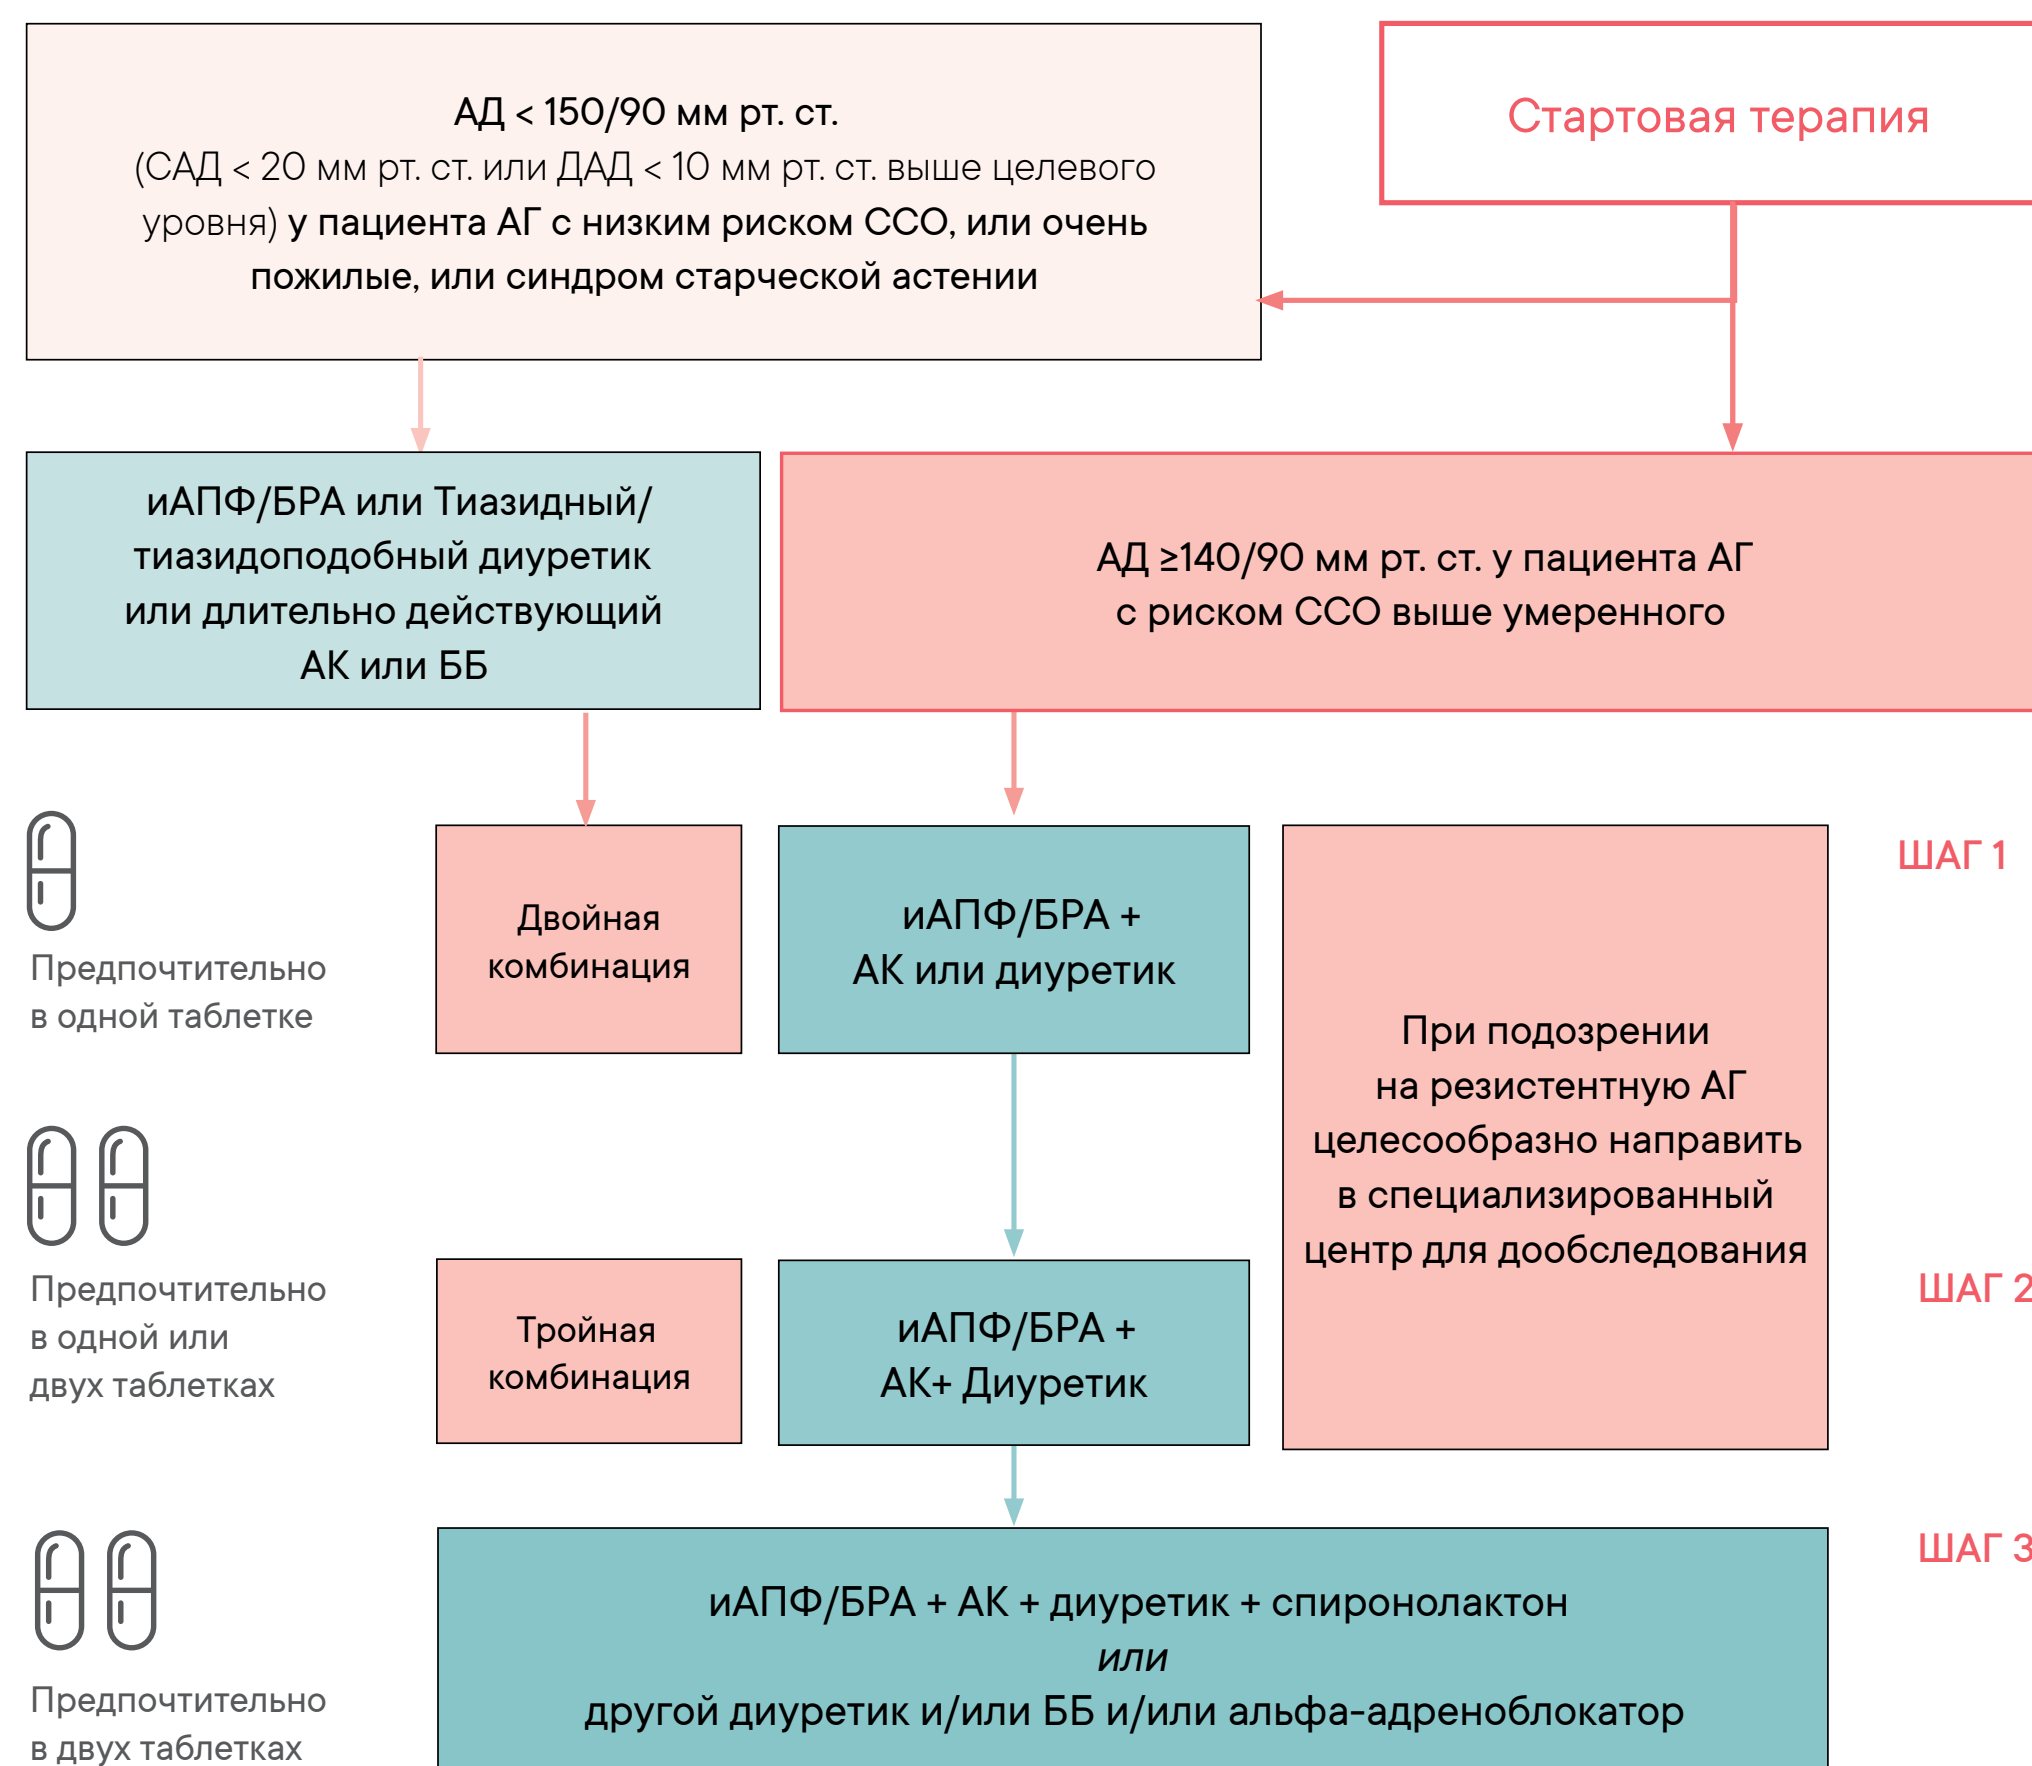 АД < 150/90 мм рт. ст.
(САД < 20 мм рт. ст. или ДАД < 10 мм рт. ст. выше целевого
уровня) у пациента АГ с низким риском ССО, или очень
пожилые, или синдром старческой астении
Стартовая терапия
иАПФ/БРА или Тиазидный/
тиазидоподобный диуретик
или длительно действующий
АК или ББ
АД ≥140/90 мм рт. ст. у пациента АГ
с риском ССО выше умеренного
Предпочтительно
в одной таблетке
Двойная
комбинация
иАПФ/БРА +
АК или диуретик
При подозрении
на резистентную АГ
целесообразно направить
в специализированный
центр для дообследования
ШАГ 1
Предпочтительно
в одной или
двух таблетках
Тройная
комбинация
иАПФ/БРА +
АК+ Диуретик
ШАГ 2
Предпочтительно
в двух таблетках
иАПФ/БРА + АК + диуретик + спиронолактон
или
другой диуретик и/или ББ и/или альфа-адреноблокатор
ШАГ 3